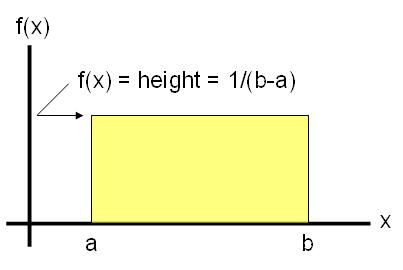 f(x)
f(x) = height = 1/(b-a)
x
a
b